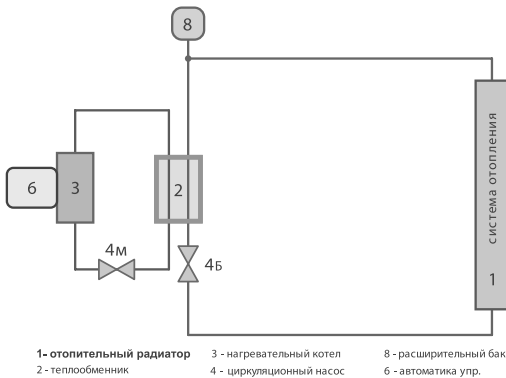 8
6
3
2
система отопления
1
4м
4Б
1- отопительный радиатор
3 - нагревательный котел
8 - расширительный бак
2 - теплообменник
4 - циркуляционный насос
6 - автоматика упр.